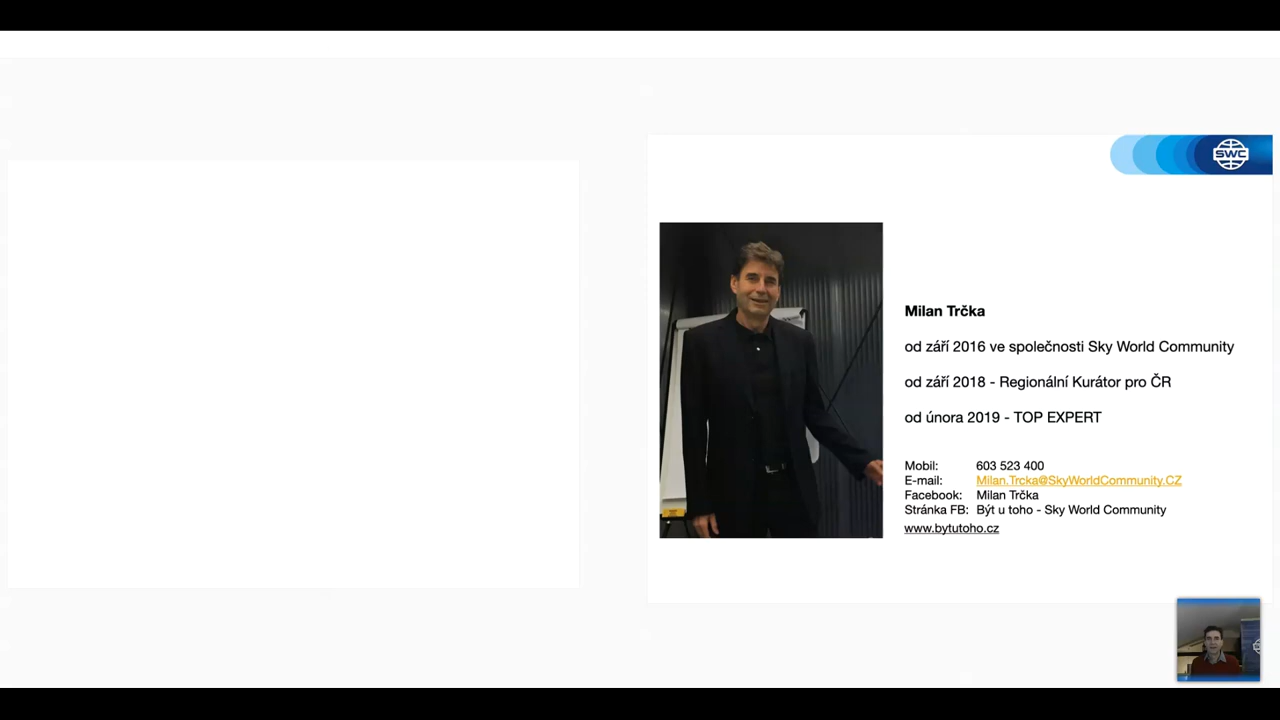 SWC
Milan Trčka
od září 2016 ve společnosti Sky World Community
od září 2018 - Regionální Kurátor pro ČR
od února 2019 - TOP EXPERT
Mobil: 603 523 400
E-mail: Milan.Trcka@SkyWorldCommunity.CZ
Facebook: Milan Trčka
Stránka FB: Být u toho - Sky World Community
www.bytutoho.cz